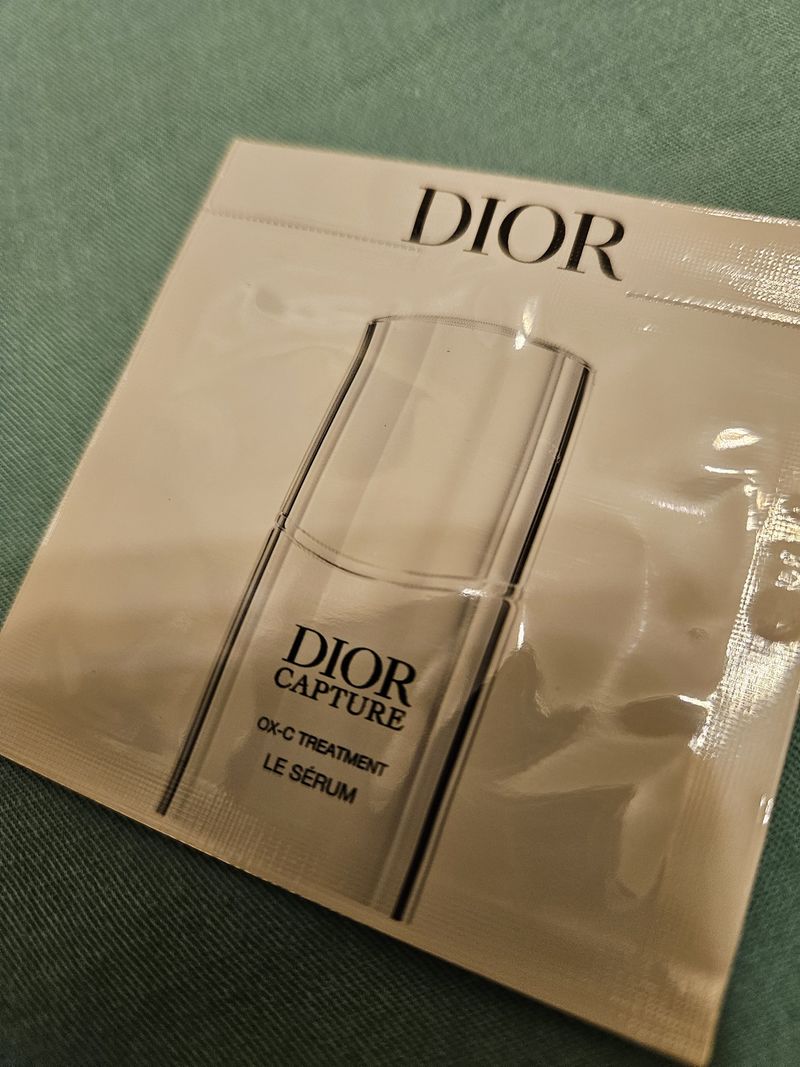 DIOR
DIOR
CAPTURE
OX-C TREATMENT
LE SÉRUM